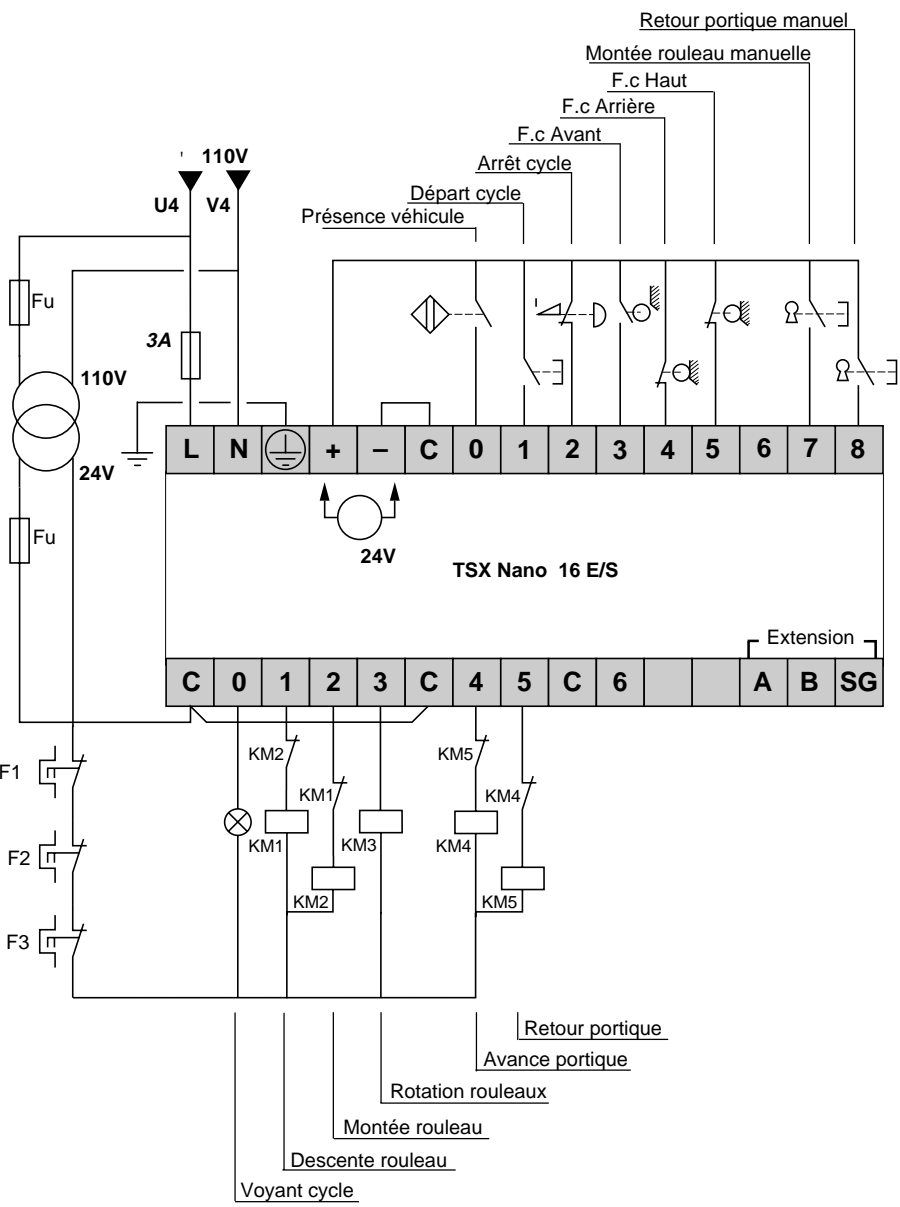 Retour portique manuel
Montée rouleau manuelle
F.c Haut
F.c Arrière
F.c Avant
Arrêt cycle
Départ cycle
Présence véhicule
110V
U4 V4
Fu
3A
110V
24V
L N + – C 0 1 2 3 4 5 6 7 8
Fu
24V
TSX Nano 16 E/S
Extension
C 0 1 2 3 C 4 5 C 6 A B SG
F1
KM2
KM5
KM1
KM4
KM1
KM3
KM4
F2
KM2
KM5
F3
Retour portique
Avance portique
Rotation rouleaux
Montée rouleau
Descente rouleau
Voyant cycle